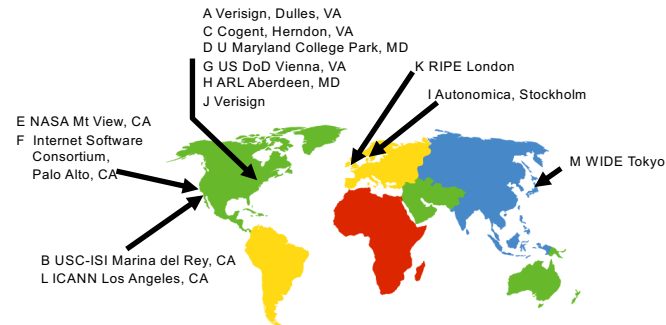 A Verisign, Dulles, VA
C Cogent, Herndon, VA
D U Maryland College Park, MD
G US DoD Vienna, VA
H ARL Aberdeen, MD
J Verisign
K RIPE London
I Autonomica, Stockholm
E NASA Mt View, CA
F Internet Software
Consortium,
Palo Alto, CA
M WIDE Tokyo
B USC-ISI Marina del Rey, CA
L ICANN Los Angeles, CA